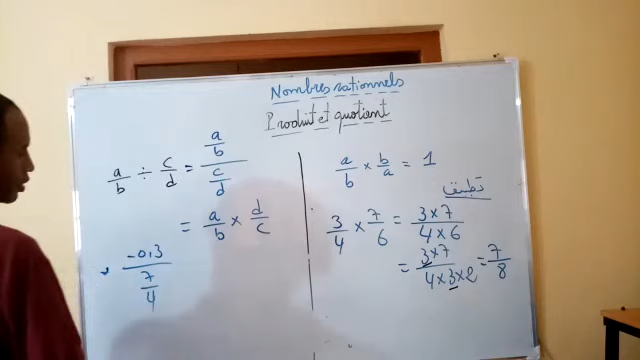 Nombres rationnels
Produit et quotient
a/b ÷ c/d = (a/b)/(c/d)
= a/b × d/c
-0,3/(7/4)
a/b × b/a = 1
تطبيق
3/4 × 7/6 = (3×7)/(4×6)
= (3×7)/(4×3×2) = 7/8